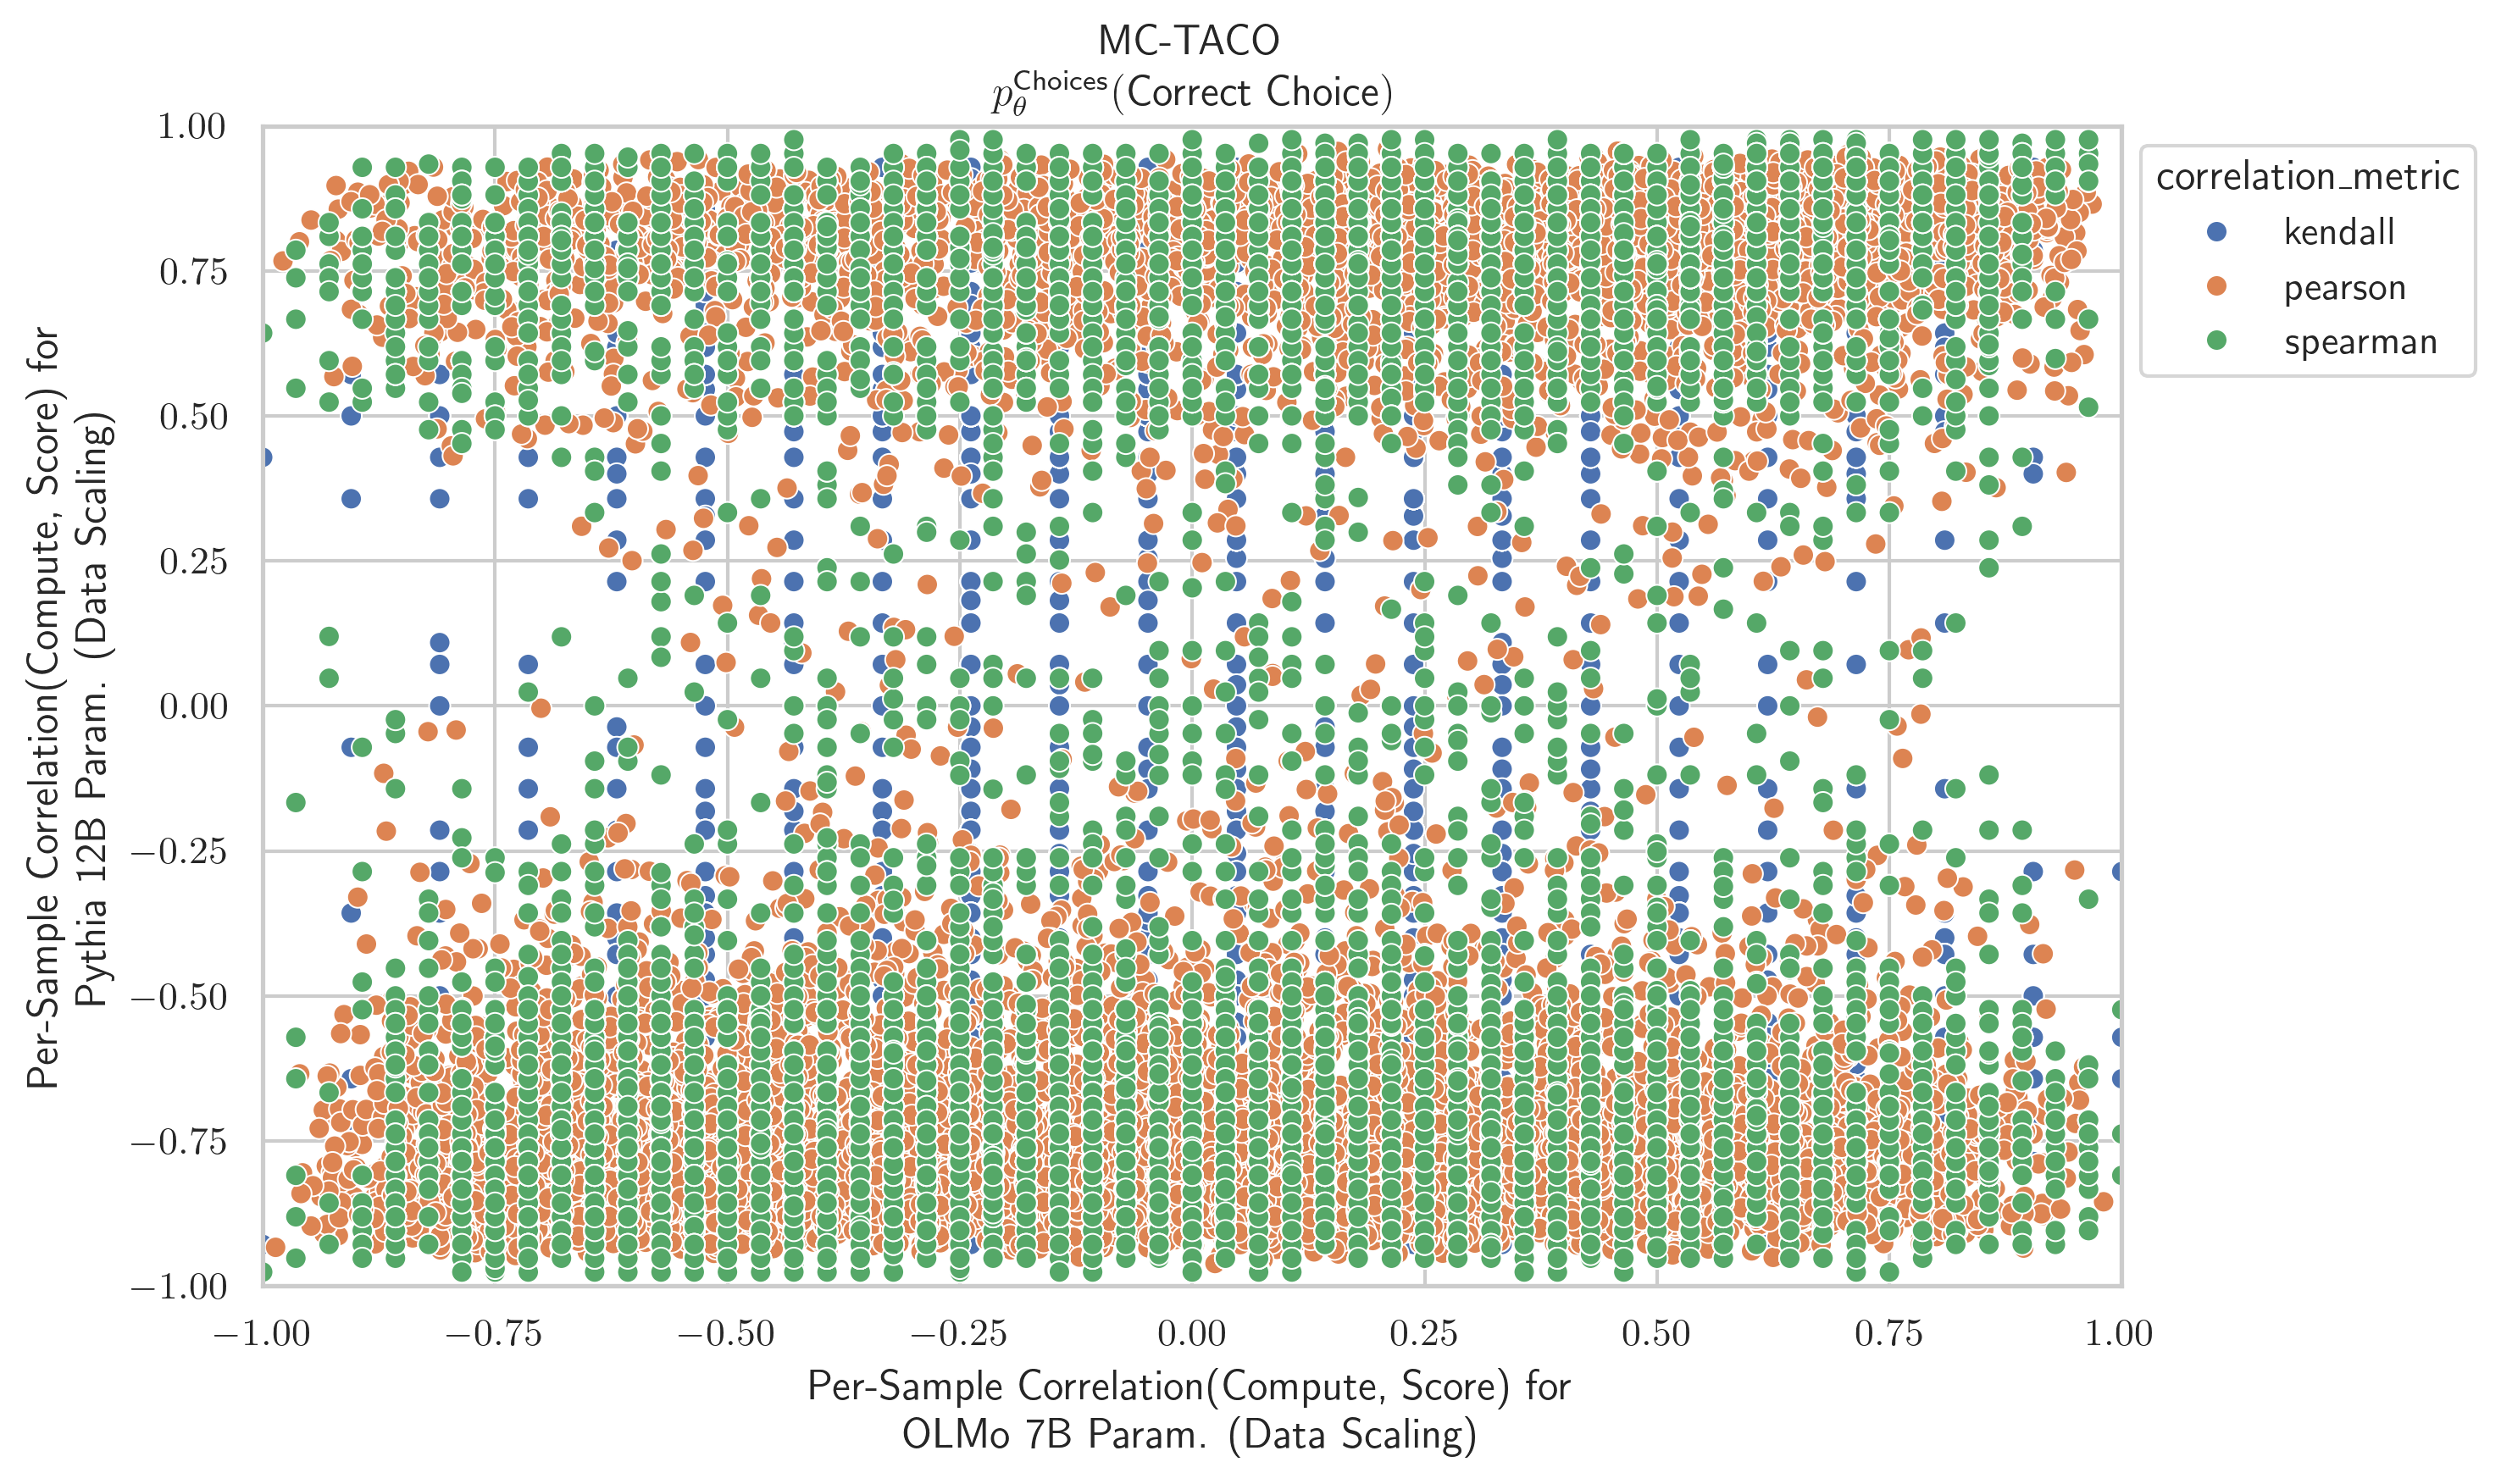 MC-TACO
p_θ^Choices(Correct Choice)
Per-Sample Correlation(Compute, Score) for
Pythia 12B Param. (Data Scaling)
1.00
0.75
0.50
0.25
0.00
−0.25
−0.50
−0.75
−1.00
−1.00 −0.75 −0.50 −0.25 0.00 0.25 0.50 0.75 1.00
Per-Sample Correlation(Compute, Score) for
OLMo 7B Param. (Data Scaling)
correlation_metric
kendall
pearson
spearman